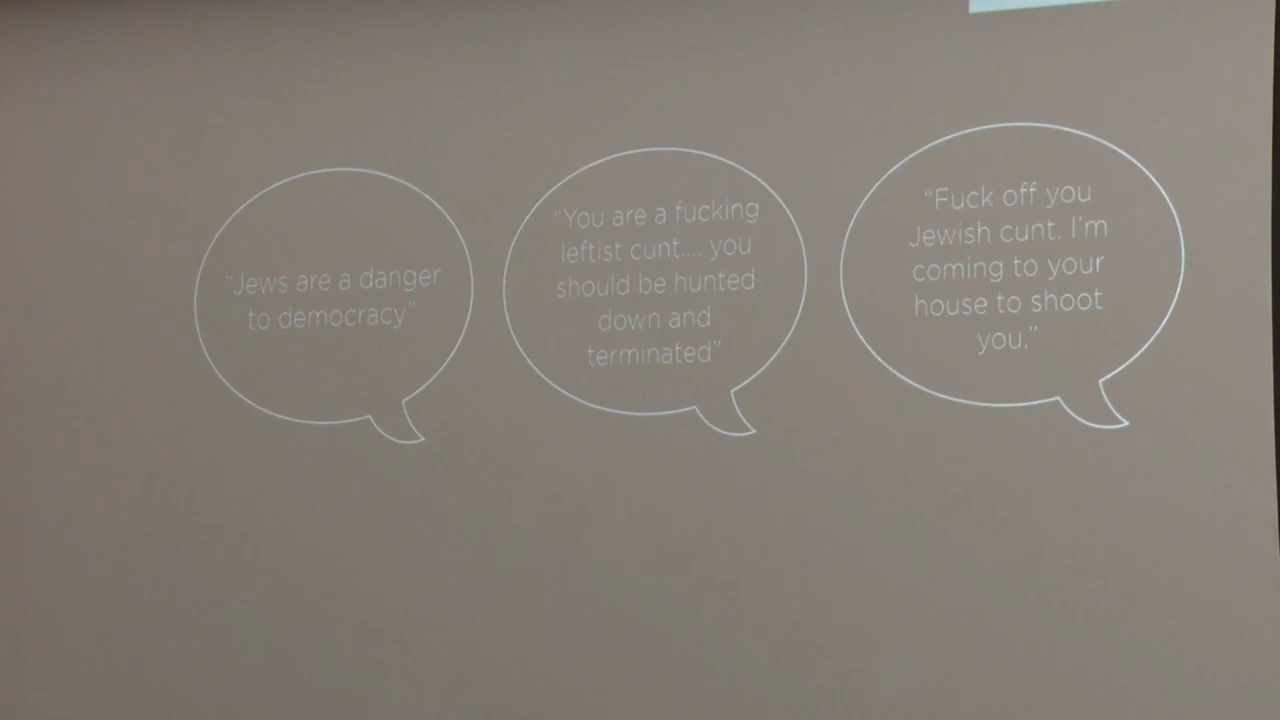 "Jews are a danger
to democracy"
"You are a fucking
leftist cunt.... you
should be hunted
down and
terminated"
"Fuck off you
Jewish cunt. I'm
coming to your
house to shoot
you."